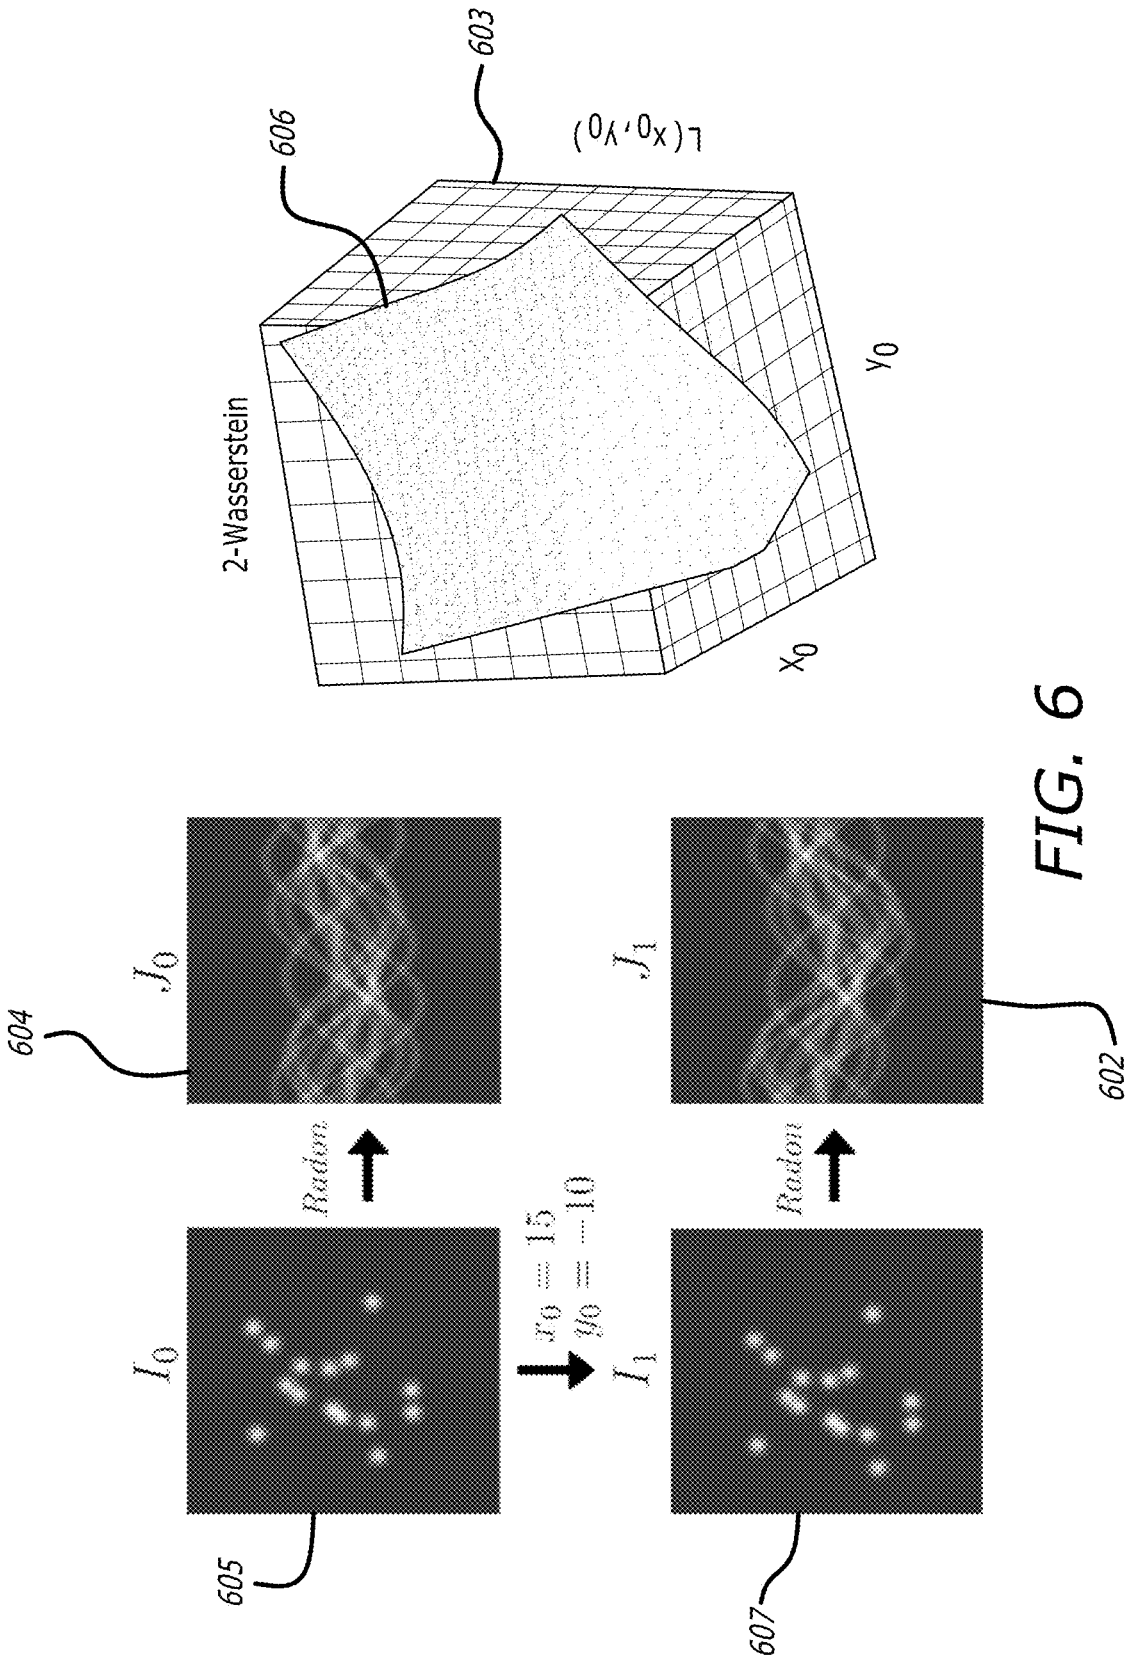 604
605
I₀
Radon
J₀
x₀ = 15
y₀ = −10
I₁
Radon
J₁
607
602
2-Wasserstein
606
603
L(x₀,y₀)
X₀
Y₀
FIG. 6